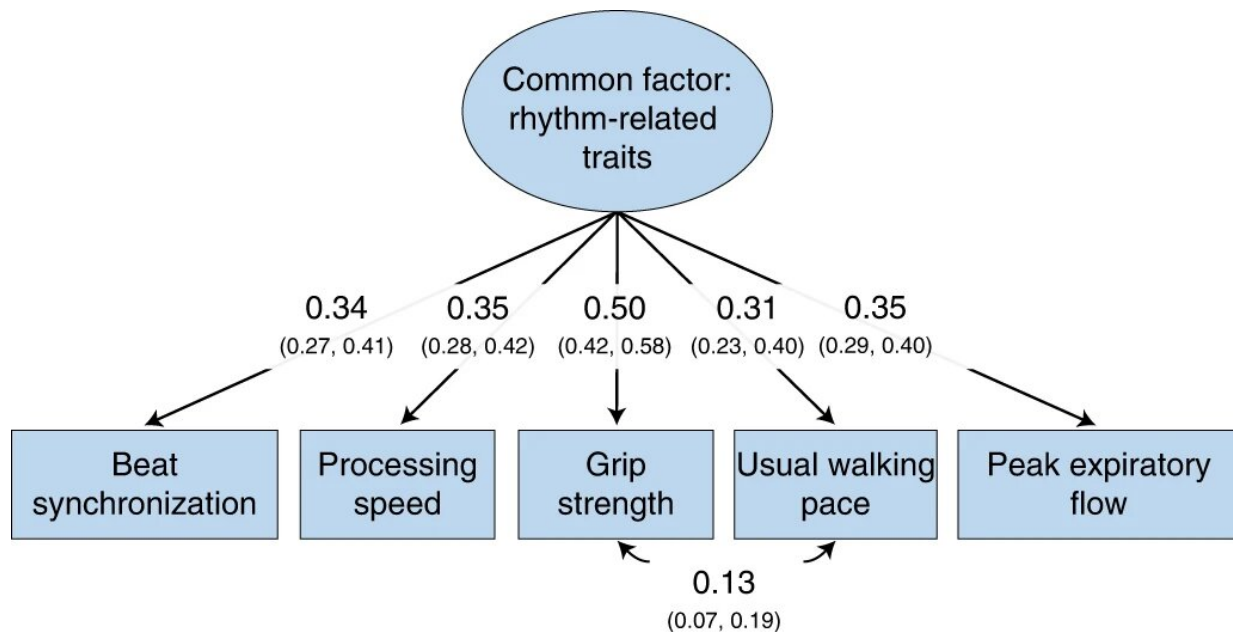 Common factor:
rhythm-related
traits
0.34
(0.27, 0.41)
0.35
(0.28, 0.42)
0.50
(0.42, 0.58)
0.31
(0.23, 0.40)
0.35
(0.29, 0.40)
Beat
synchronization
Processing
speed
Grip
strength
Usual walking
pace
Peak expiratory
flow
0.13
(0.07, 0.19)